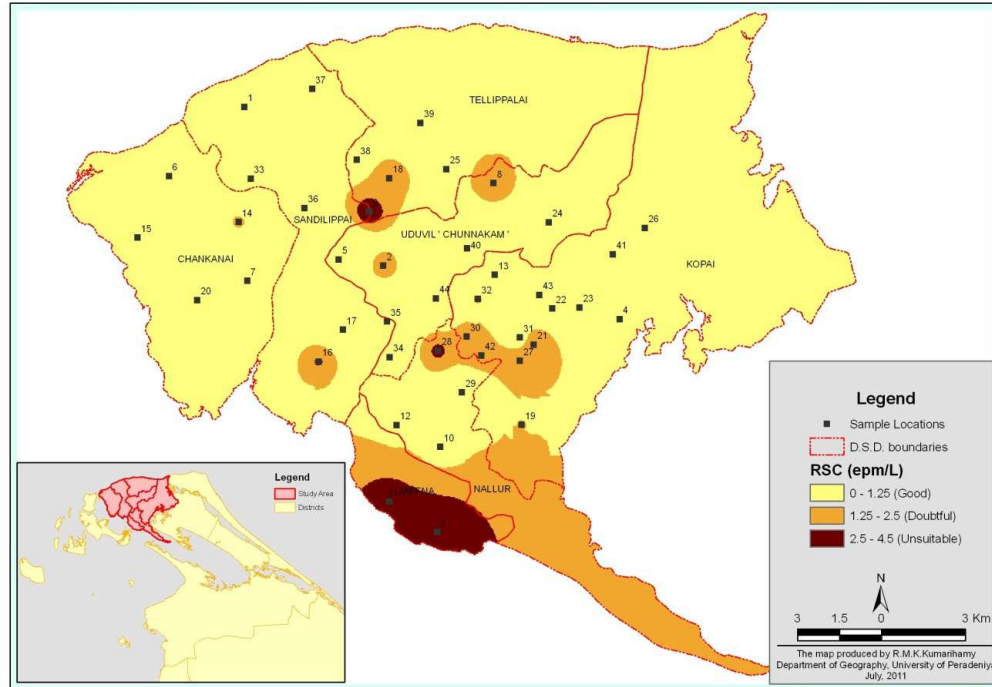 37
1
TELLIPPALAI
39
38
25
6
33
18
8
36
14
SANDILIPPAI
24
26
15
UDUVIL ' CHUNNAKAM '
40
41
5
2
CHANKANAI
KOPAI
7
13
20
44
32
43
22
23
4
35
17
30
31
21
28
42
27
34
16
29
12
19
10
NALLUR
Legend
Sample Locations
D.S.D. boundaries
RSC (epm/L)
0 - 1.25 (Good)
1.25 - 2.5 (Doubtful)
2.5 - 4.5 (Unsuitable)
N
3 1.5 0 3 Km
The map produced by R.M.K.Kumarihamy
Department of Geography, University of Peradeniya
July, 2011
Legend
Study Area
Districts